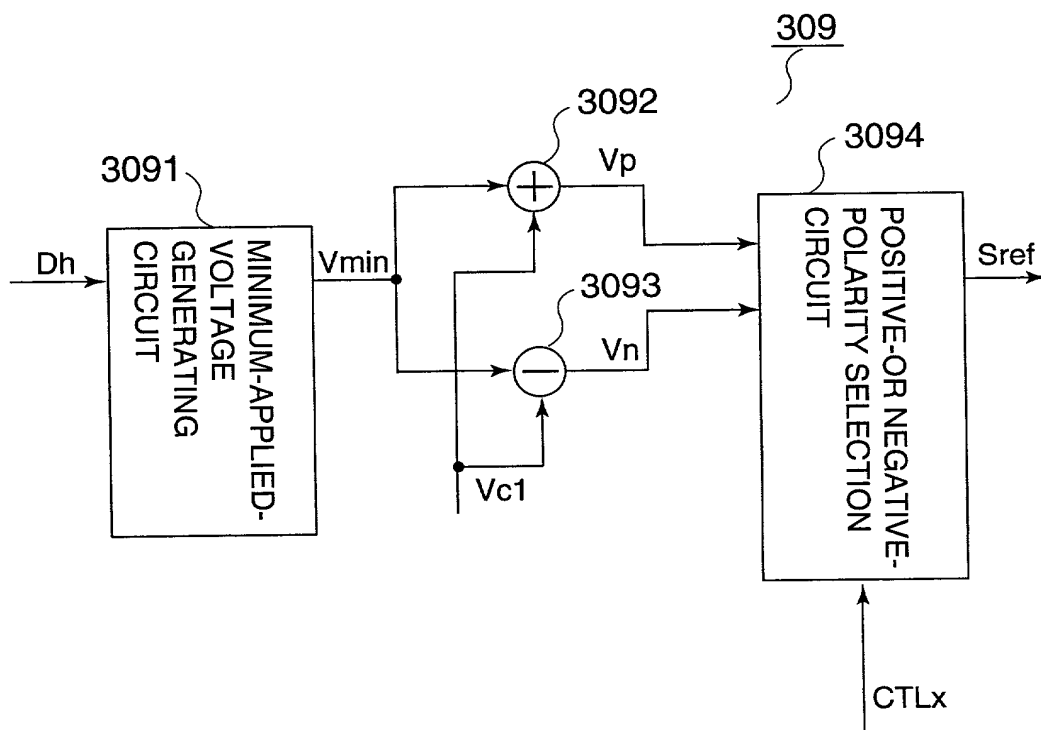 309
3092
3094
3091
Vp
MINIMUM-APPLIED-
VOLTAGE
GENERATING
CIRCUIT
POSITIVE-OR NEGATIVE-
POLARITY SELECTION
CIRCUIT
Dh
Vmin
+
Sref
3093
Vn
−
Vc1
CTLx